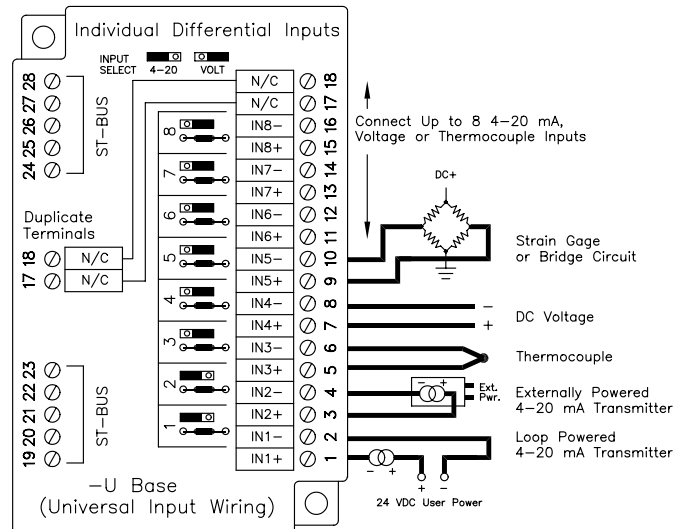 Individual Differential Inputs
INPUT SELECT 4-20 VOLT
28
27
26
25
24
ST-BUS
Duplicate Terminals
18 N/C
17 N/C
23
22
21
20
19
ST-BUS
8
7
6
5
4
3
2
1
N/C 18
N/C 17
IN8- 16
IN8+ 15
IN7- 14
IN7+ 13
IN6- 12
IN6+ 11
IN5- 10
IN5+ 9
IN4- 8
IN4+ 7
IN3- 6
IN3+ 5
IN2- 4
IN2+ 3
IN1- 2
IN1+ 1
Connect Up to 8 4-20 mA,
Voltage or Thermocouple Inputs
DC+
Strain Gage
or Bridge Circuit
-
+
DC Voltage
Thermocouple
- +
Ext.
Pwr.
Externally Powered
4-20 mA Transmitter
Loop Powered
4-20 mA Transmitter
- +
+ -
24 VDC User Power
-U Base
(Universal Input Wiring)